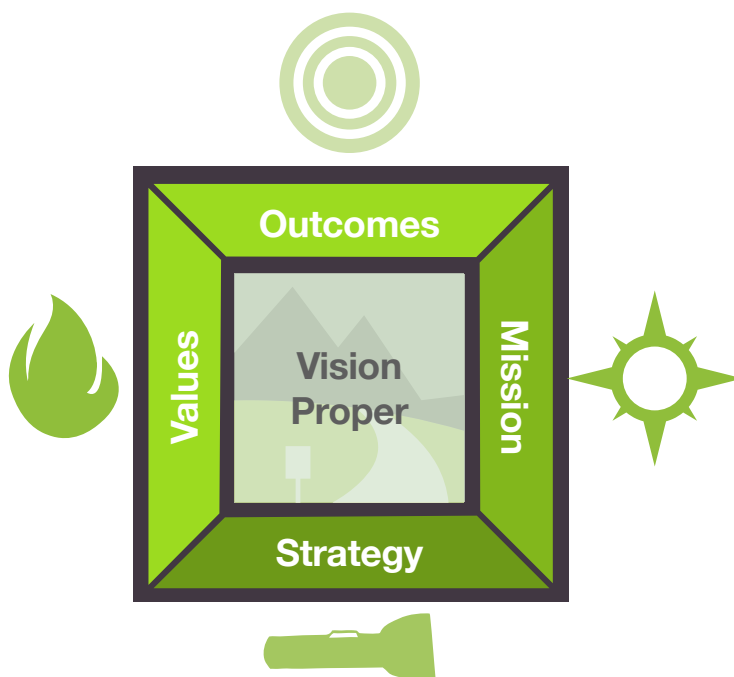 Outcomes
Values
Vision
Proper
Mission
Strategy